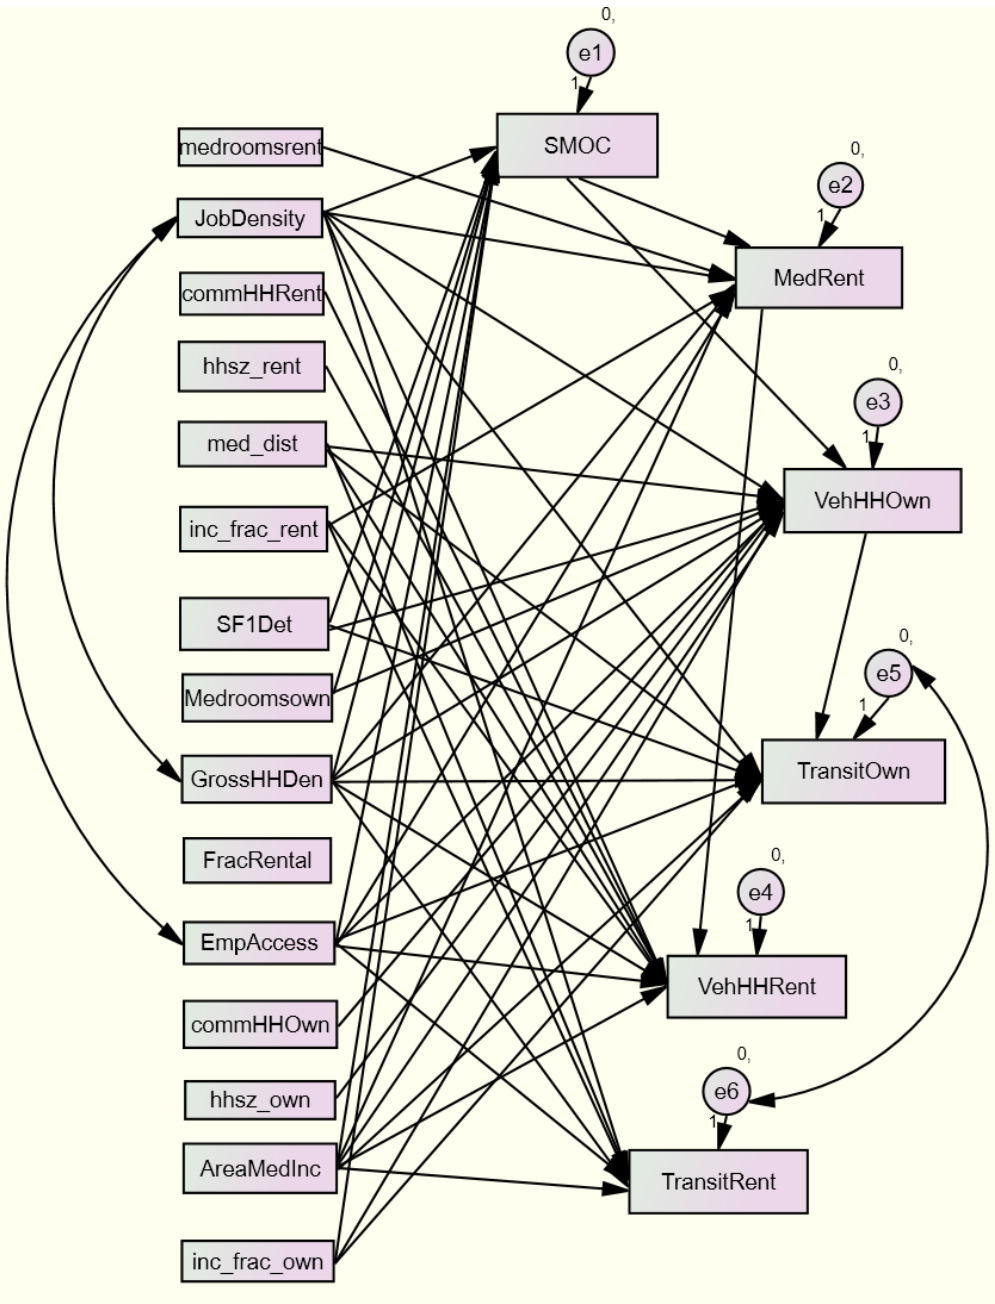 0,
e1
1
SMOC
medroomsrent
0,
e2
1
JobDensity
MedRent
commHHRent
hhsz_rent
0,
e3
1
med_dist
VehHHOwn
inc_frac_rent
SF1Det
0,
e5
1
Medroomsown
TransitOwn
GrossHHDen
FracRental
0,
e4
1
EmpAccess
VehHHRent
commHHOwn
0,
e6
1
hhsz_own
AreaMedInc
TransitRent
inc_frac_own